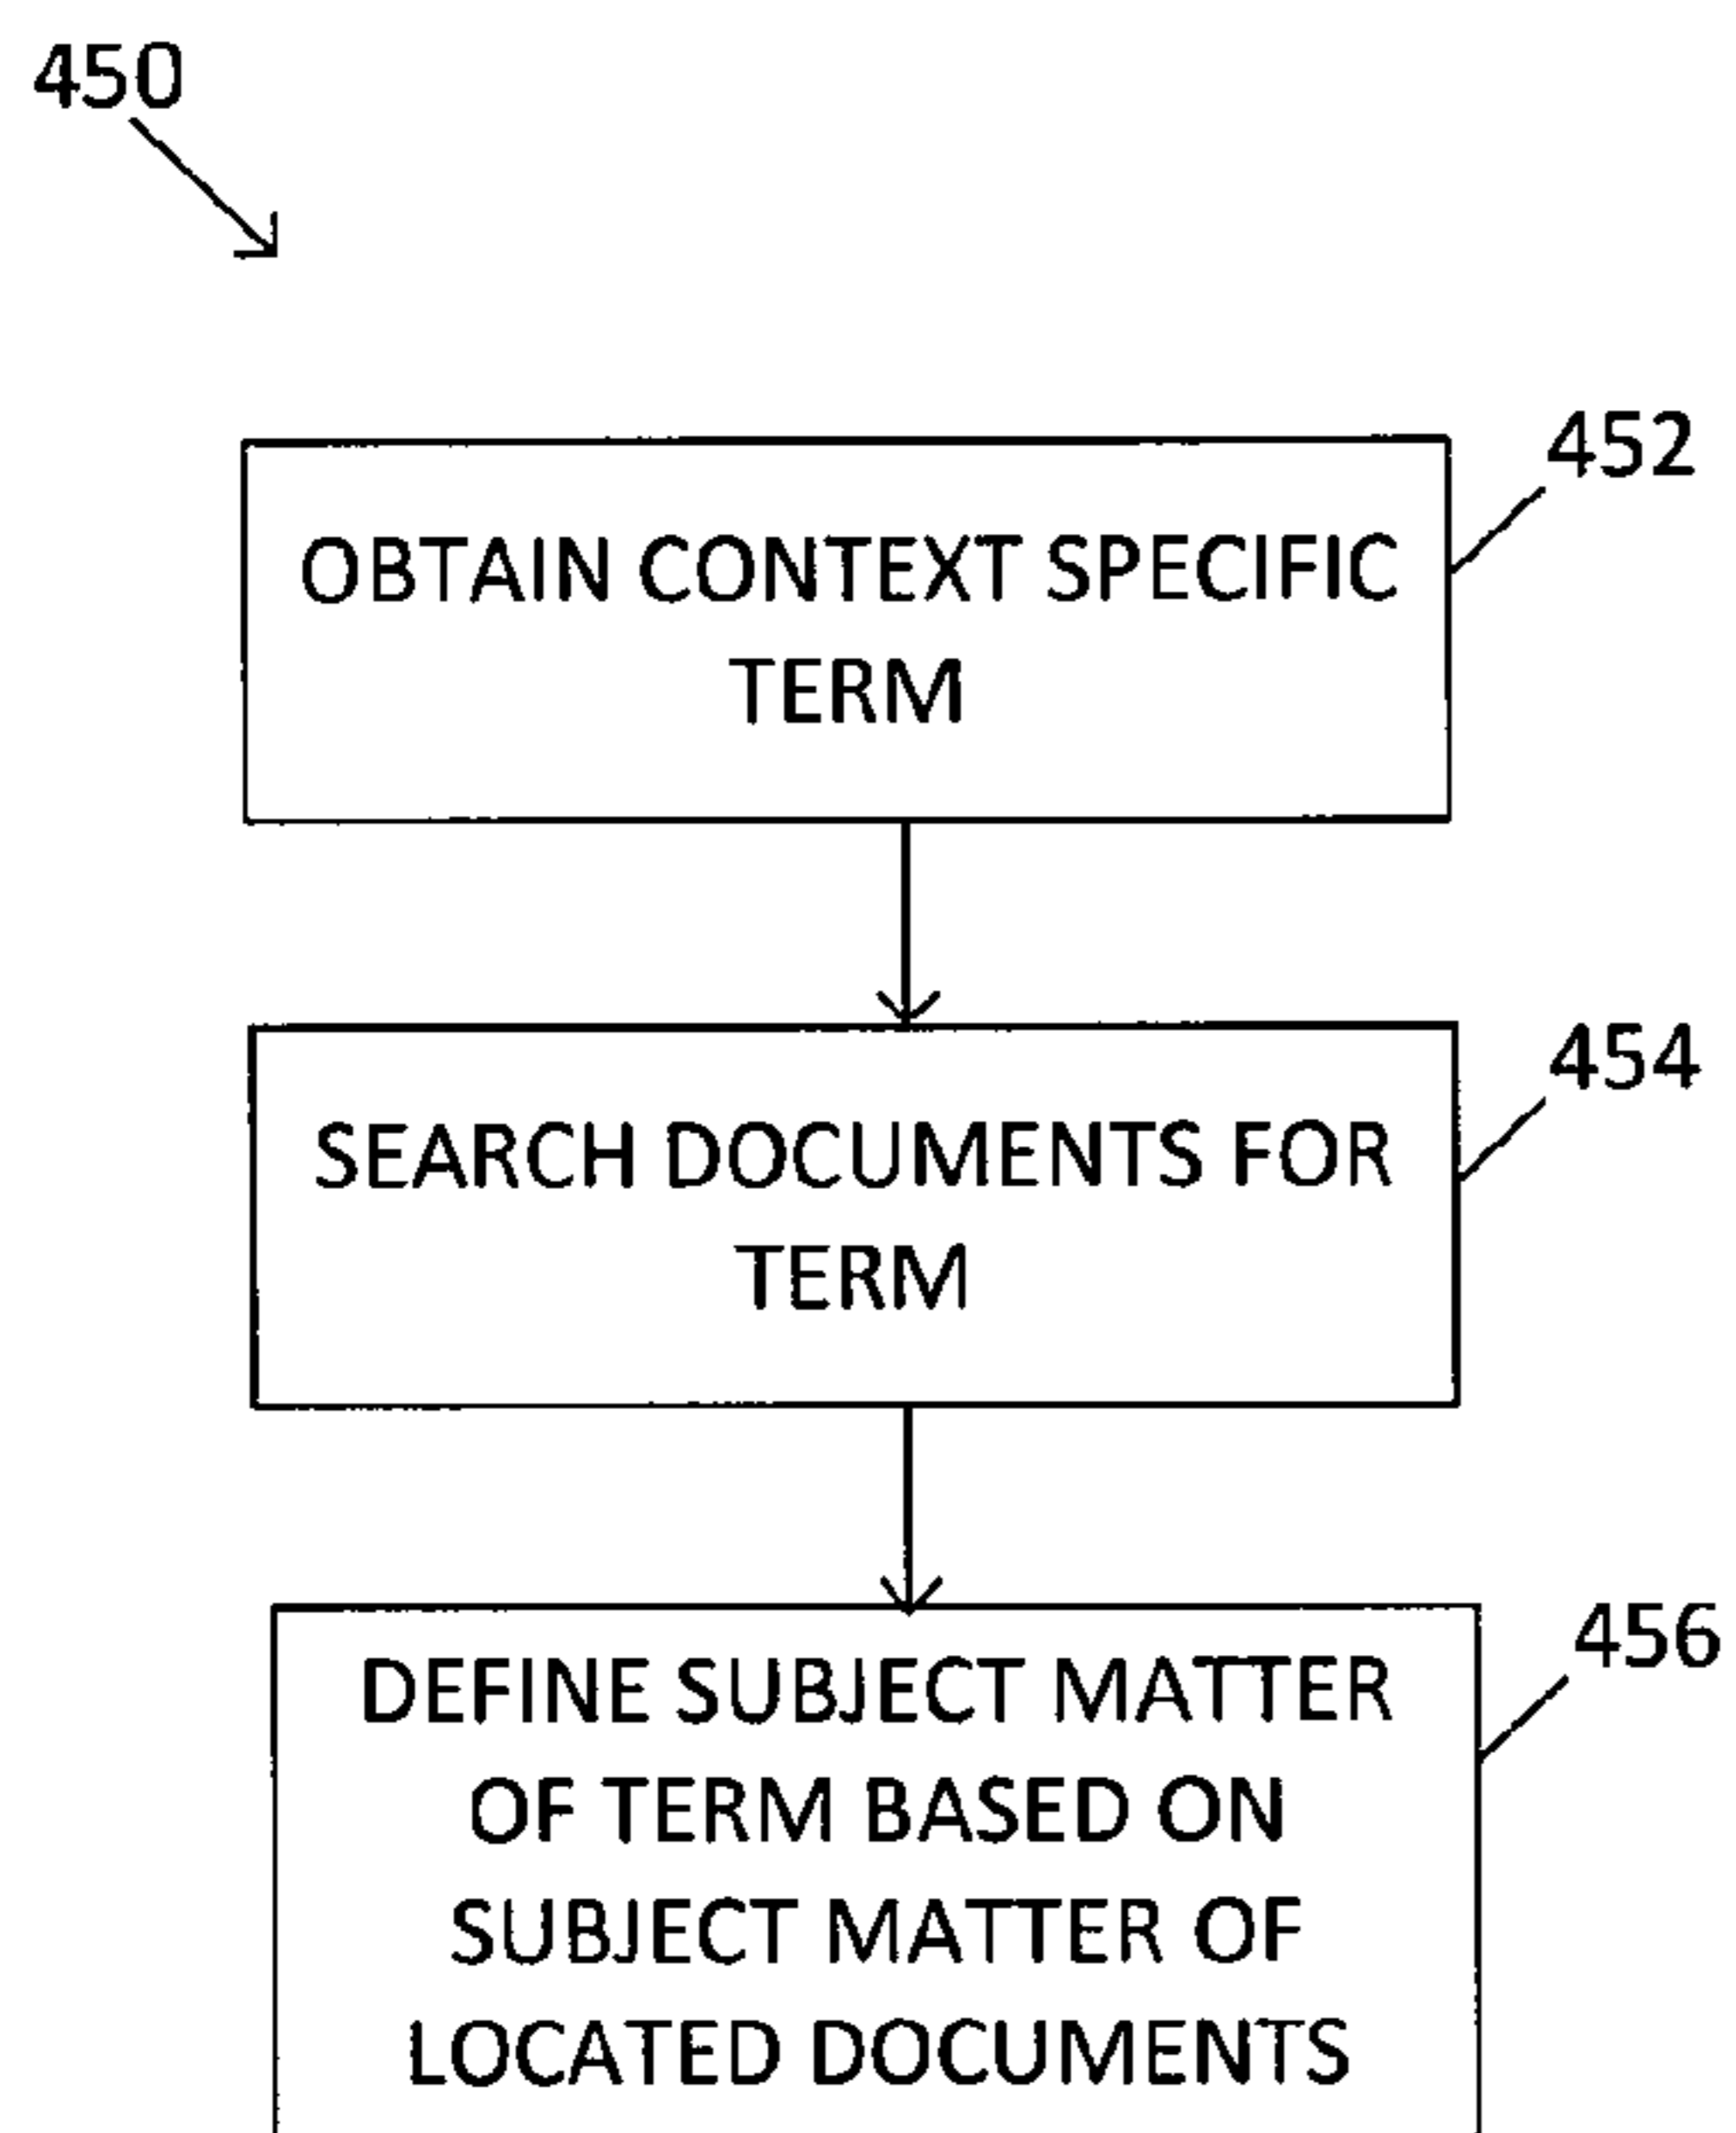 450
452
OBTAIN CONTEXT SPECIFIC
TERM
454
SEARCH DOCUMENTS FOR
TERM
456
DEFINE SUBJECT MATTER
OF TERM BASED ON
SUBJECT MATTER OF
LOCATED DOCUMENTS